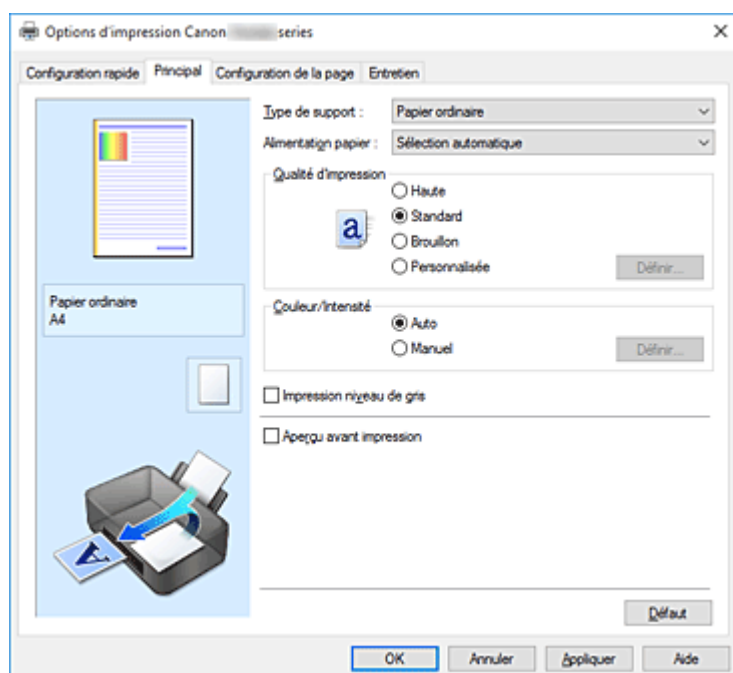 Options d'impression Canon series
Configuration rapide Principal Configuration de la page Entretien
Type de support : Papier ordinaire
Alimentation papier : Sélection automatique
Qualité d'impression
Haute
a
Standard
Brouillon
Personnalisée Définir...
Papier ordinaire
A4
Couleur/Intensité
Auto
Manuel Définir...
Impression niveau de gris
Aperçu avant impression
A
Défaut
OK Annuler Appliquer Aide